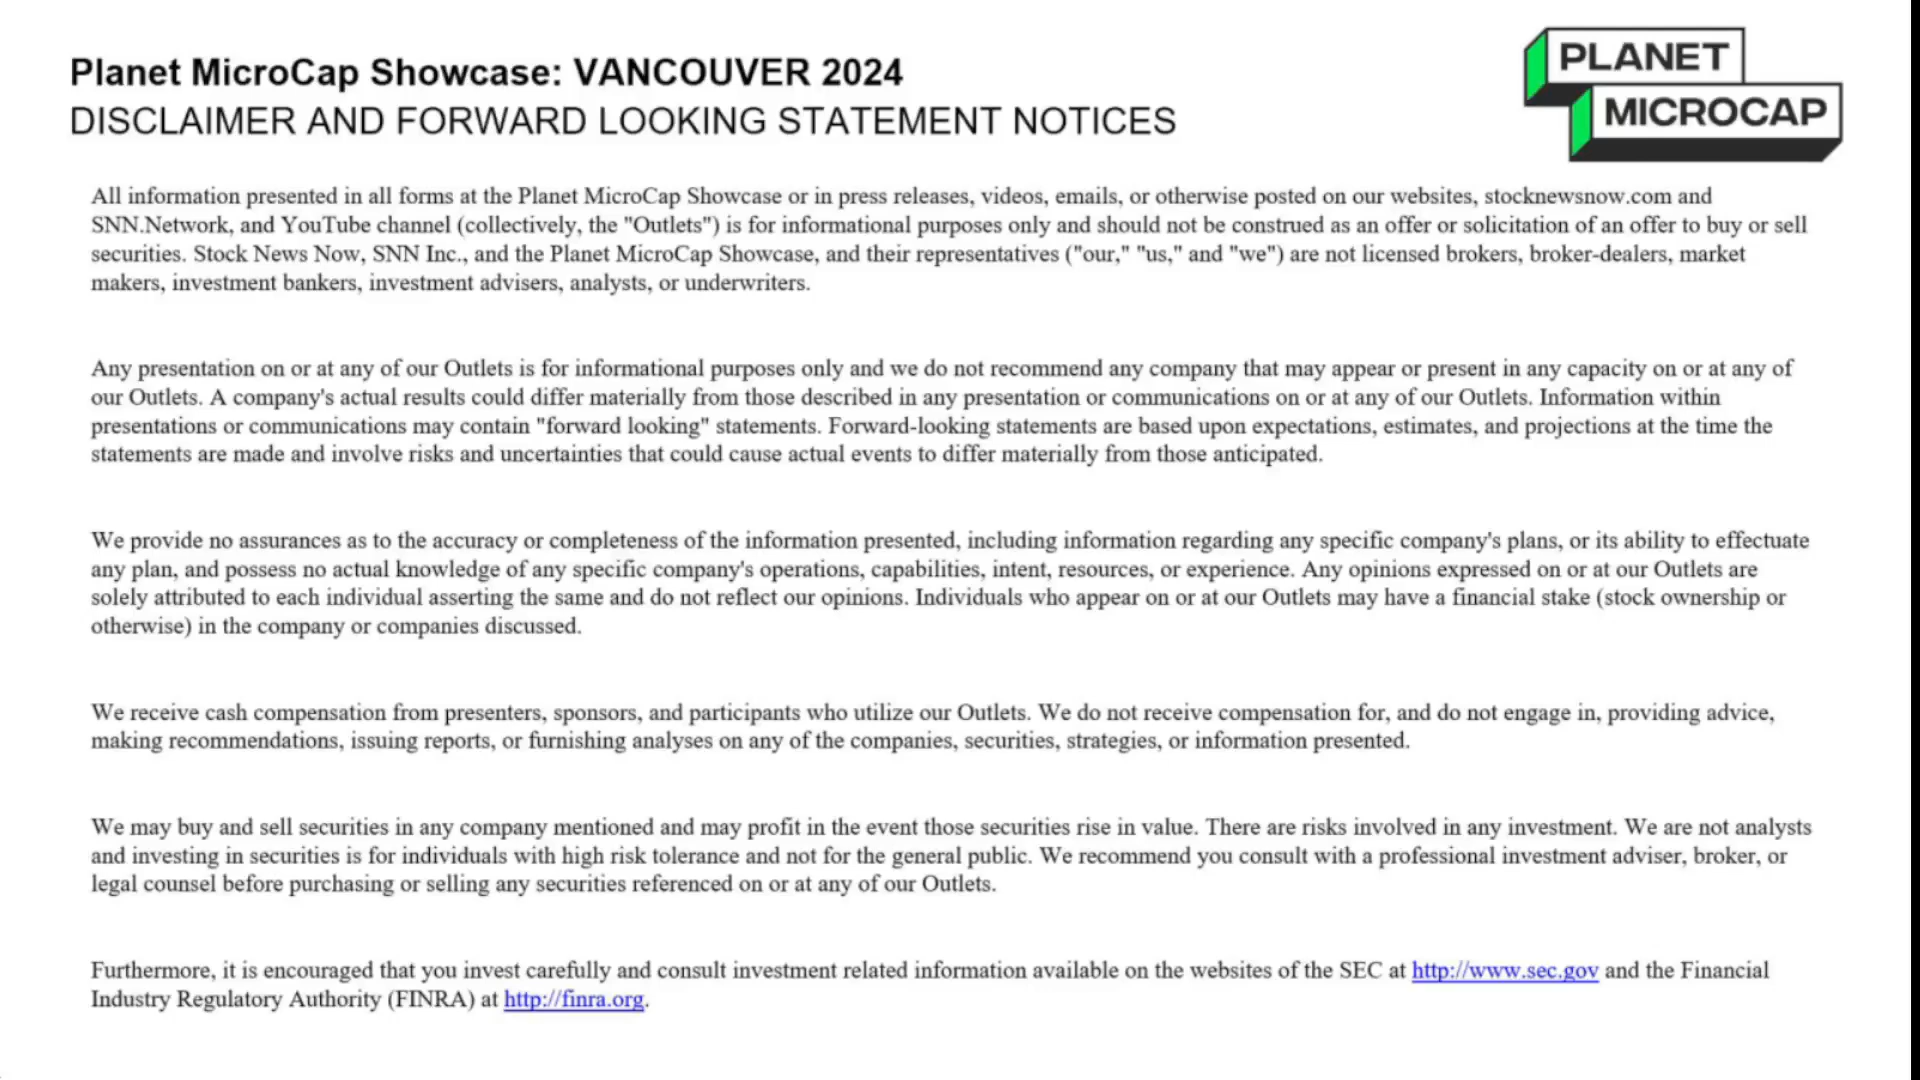 Planet MicroCap Showcase: VANCOUVER 2024
DISCLAIMER AND FORWARD LOOKING STATEMENT NOTICES
PLANET
MICROCAP
All information presented in all forms at the Planet MicroCap Showcase or in press releases, videos, emails, or otherwise posted on our websites, stocknewsnow.com and
SNN.Network, and YouTube channel (collectively, the "Outlets") is for informational purposes only and should not be construed as an offer or solicitation of an offer to buy or sell
securities. Stock News Now, SNN Inc., and the Planet MicroCap Showcase, and their representatives ("our," "us," and "we") are not licensed brokers, broker-dealers, market
makers, investment bankers, investment advisers, analysts, or underwriters.
Any presentation on or at any of our Outlets is for informational purposes only and we do not recommend any company that may appear or present in any capacity on or at any of
our Outlets. A company's actual results could differ materially from those described in any presentation or communications on or at any of our Outlets. Information within
presentations or communications may contain "forward looking" statements. Forward-looking statements are based upon expectations, estimates, and projections at the time the
statements are made and involve risks and uncertainties that could cause actual events to differ materially from those anticipated.
We provide no assurances as to the accuracy or completeness of the information presented, including information regarding any specific company's plans, or its ability to effectuate
any plan, and possess no actual knowledge of any specific company's operations, capabilities, intent, resources, or experience. Any opinions expressed on or at our Outlets are
solely attributed to each individual asserting the same and do not reflect our opinions. Individuals who appear on or at our Outlets may have a financial stake (stock ownership or
otherwise) in the company or companies discussed.
We receive cash compensation from presenters, sponsors, and participants who utilize our Outlets. We do not receive compensation for, and do not engage in, providing advice,
making recommendations, issuing reports, or furnishing analyses on any of the companies, securities, strategies, or information presented.
We may buy and sell securities in any company mentioned and may profit in the event those securities rise in value. There are risks involved in any investment. We are not analysts
and investing in securities is for individuals with high risk tolerance and not for the general public. We recommend you consult with a professional investment adviser, broker, or
legal counsel before purchasing or selling any securities referenced on or at any of our Outlets.
Furthermore, it is encouraged that you invest carefully and consult investment related information available on the websites of the SEC at http://www.sec.gov and the Financial
Industry Regulatory Authority (FINRA) at http://finra.org.